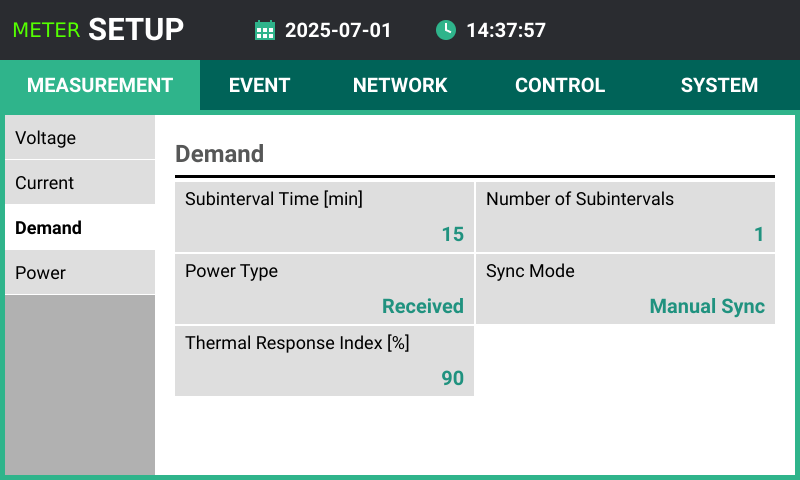 METER SETUP 2025-07-01 14:37:57
MEASUREMENT EVENT NETWORK CONTROL SYSTEM
Voltage
Current
Demand
Power
Demand
Subinterval Time [min]
15
Number of Subintervals
1
Power Type
Received
Sync Mode
Manual Sync
Thermal Response Index [%]
90